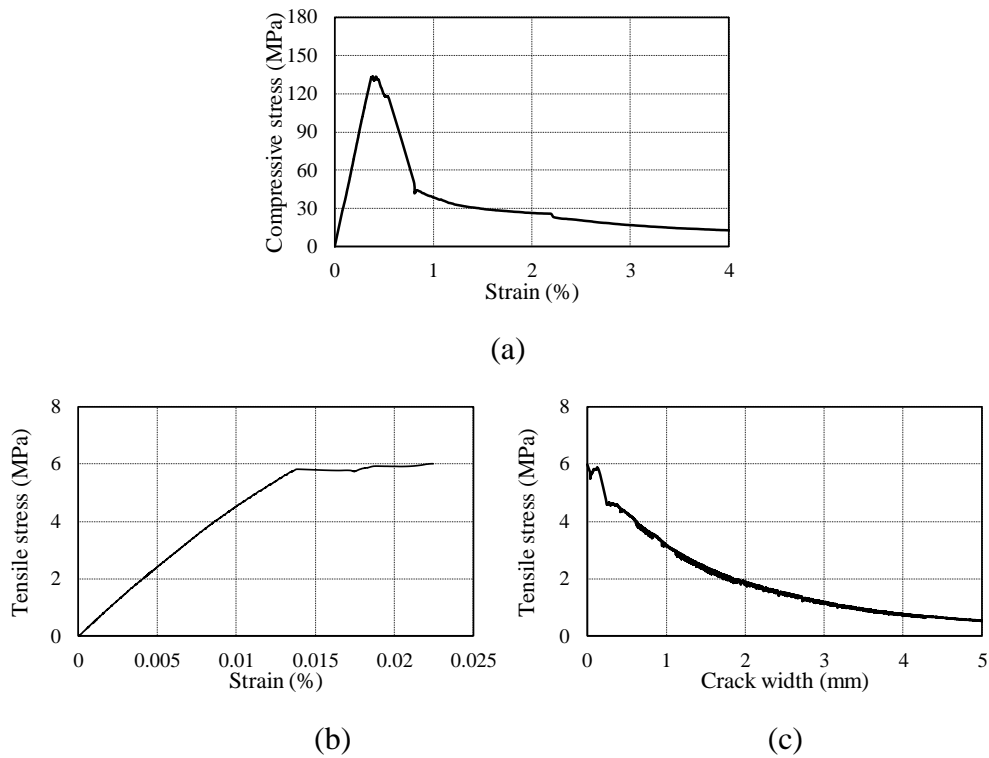 180
150
120
90
60
30
0
Compressive stress (MPa)
0 1 2 3 4
Strain (%)
(a)
8
6
4
2
0
Tensile stress (MPa)
0 0.005 0.01 0.015 0.02 0.025
Strain (%)
(b)
8
6
4
2
0
Tensile stress (MPa)
0 1 2 3 4 5
Crack width (mm)
(c)